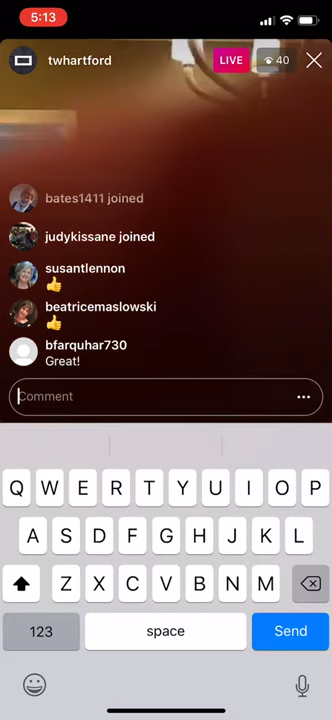 5:13
twhartford
LIVE
40
bates1411 joined
judykissane joined
susantlennon
👍
beatricemaslowski
👍
bfarquhar730
Great!
Comment
Q W E R T Y U I O P
A S D F G H J K L
Z X C V B N M
123 space Send